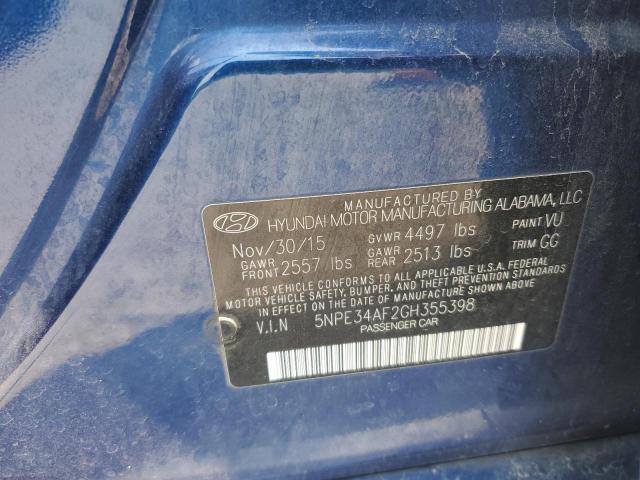 MANUFACTURED BY
HYUNDAI MOTOR MANUFACTURING ALABAMA, LLC
Nov/30/15 GVWR 4497 lbs PAINT VU
GAWR FRONT 2557 lbs GAWR REAR 2513 lbs TRIM GG
THIS VEHICLE CONFORMS TO ALL APPLICABLE U.S.A. FEDERAL
MOTOR VEHICLE SAFETY, BUMPER, AND THEFT PREVENTION STANDARDS
IN EFFECT ON THE DATE OF MANUFACTURE SHOWN ABOVE.
V.I.N 5NPE34AF2GH355398
PASSENGER CAR